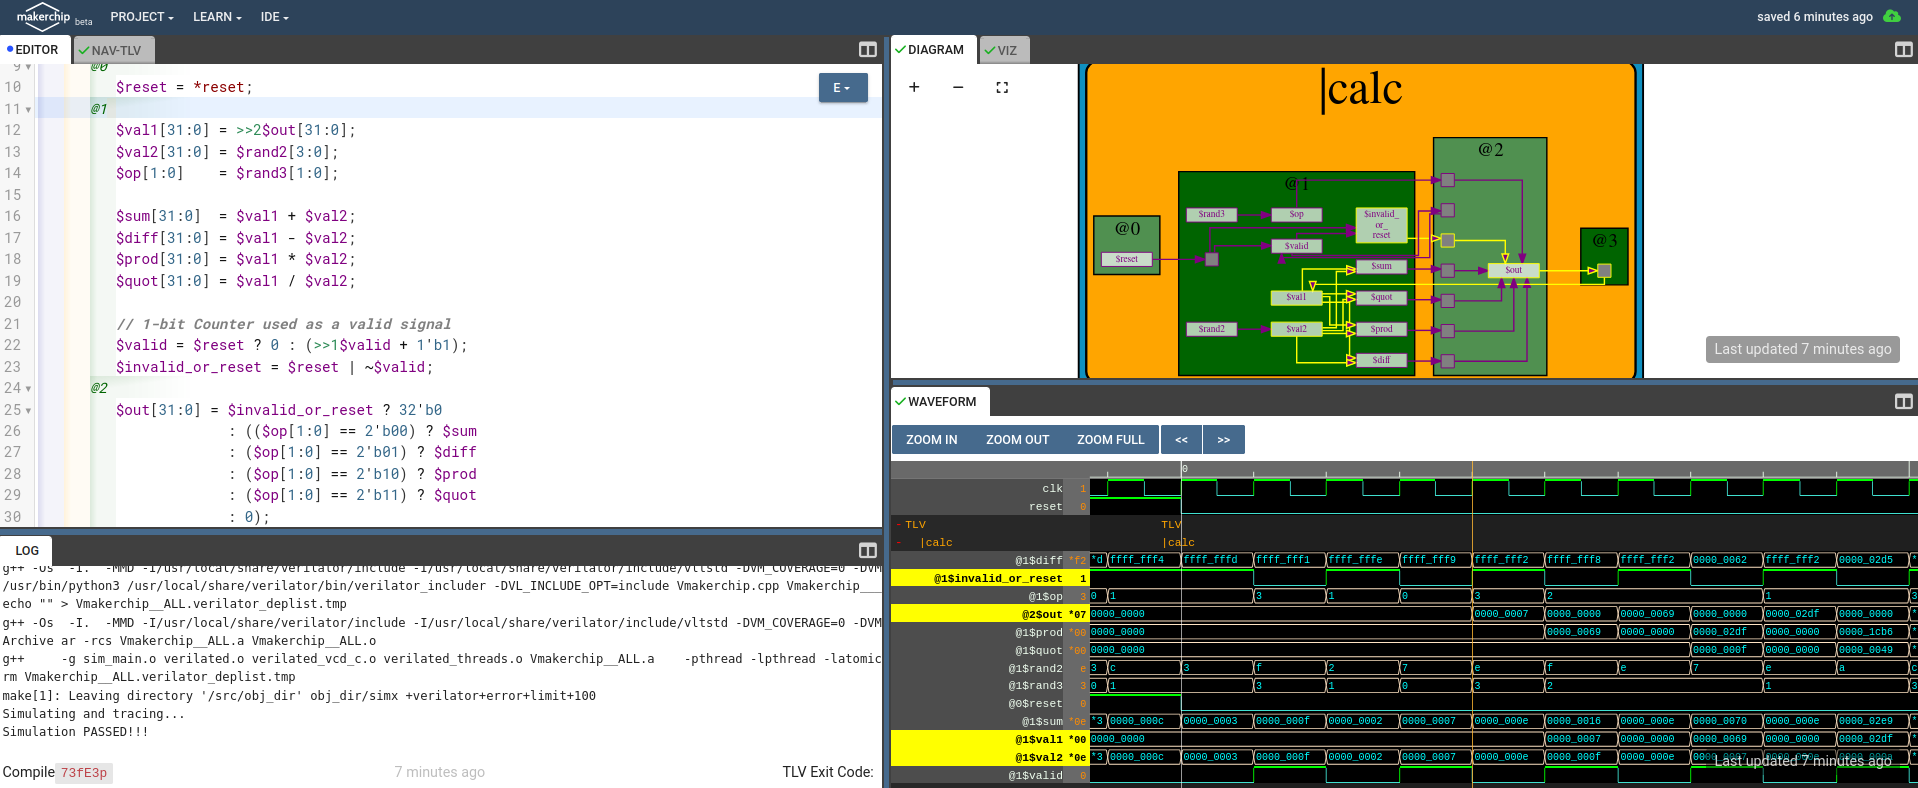 makerchip beta PROJECT LEARN IDE saved 6 minutes ago
EDITOR NAV-TLV
9 @0
10 $reset = *reset;
11 @1
12 $val1[31:0] = >>2$out[31:0];
13 $val2[31:0] = $rand2[3:0];
14 $op[1:0] = $rand3[1:0];
15
16 $sum[31:0] = $val1 + $val2;
17 $diff[31:0] = $val1 - $val2;
18 $prod[31:0] = $val1 * $val2;
19 $quot[31:0] = $val1 / $val2;
20
21 // 1-bit Counter used as a valid signal
22 $valid = $reset ? 0 : (>>1$valid + 1'b1);
23 $invalid_or_reset = $reset | ~$valid;
24 @2
25 $out[31:0] = $invalid_or_reset ? 32'b0
26 : (($op[1:0] == 2'b00) ? $sum
27 : ($op[1:0] == 2'b01) ? $diff
28 : ($op[1:0] == 2'b10) ? $prod
29 : ($op[1:0] == 2'b11) ? $quot
30 : 0);
E
LOG
g++ -Os -I. -MMD -I/usr/local/share/verilator/include -I/usr/local/share/verilator/include/vltstd -DVM_COVERAGE=0 -DVM
/usr/bin/python3 /usr/local/share/verilator/bin/verilator_includer -DVL_INCLUDE_OPT=include Vmakerchip.cpp Vmakerchip___
echo "" > Vmakerchip__ALL.verilator_deplist.tmp
g++ -Os -I. -MMD -I/usr/local/share/verilator/include -I/usr/local/share/verilator/include/vltstd -DVM_COVERAGE=0 -DVM
Archive ar -rcs Vmakerchip__ALL.a Vmakerchip__ALL.o
g++ -g sim_main.o verilated.o verilated_vcd_c.o verilated_threads.o Vmakerchip__ALL.a -pthread -lpthread -latomic
rm Vmakerchip__ALL.verilator_deplist.tmp
make[1]: Leaving directory '/src/obj_dir' obj_dir/simx +verilator+error+limit+100
Simulating and tracing...
Simulation PASSED!!!
Compile 73fE3p 7 minutes ago TLV Exit Code:
DIAGRAM VIZ
+ −
|calc
@0
$reset
@1
$rand3 $op
$invalid_
or_
reset
$valid
$sum
$val1 $quot
$rand2 $val2 $prod
$diff
@2
$out
@3
Last updated 7 minutes ago
WAVEFORM
ZOOM IN ZOOM OUT ZOOM FULL << >>
0
clk 1
reset 0
- TLV TLV
- |calc |calc
@1$diff *f2 *d ffff_fff4 ffff_fffd ffff_fff1 ffff_fffe ffff_fff9 ffff_fff2 ffff_fff8 ffff_fff2 0000_0062 ffff_fff2 0000_02d5 *
@1$invalid_or_reset 1
@1$op 3 0 1 3 1 0 3 2 1 3
@2$out *07 0000_0000 0000_0007 0000_0000 0000_0069 0000_0000 0000_02df 0000_0000 *
@1$prod *00 0000_0000 0000_0069 0000_0000 0000_02df 0000_0000 0000_1cb6 *
@1$quot *00 0000_0000 0000_000f 0000_0000 0000_0049 *
@1$rand2 e 3 c 3 f 2 7 e f e 7 e a c
@1$rand3 3 0 1 3 1 0 3 2 1 3
@0$reset 0
@1$sum *0e *3 0000_000c 0000_0003 0000_000f 0000_0002 0000_0007 0000_000e 0000_0016 0000_000e 0000_0070 0000_000e 0000_02e9 *
@1$val1 *00 0000_0000 0000_0007 0000_0000 0000_0069 0000_0000 0000_02df *
@1$val2 *0e *3 0000_000c 0000_0003 0000_000f 0000_0002 0000_0007 0000_000e 0000_000f 0000_000e *
@1$valid 0
Last updated 7 minutes ago